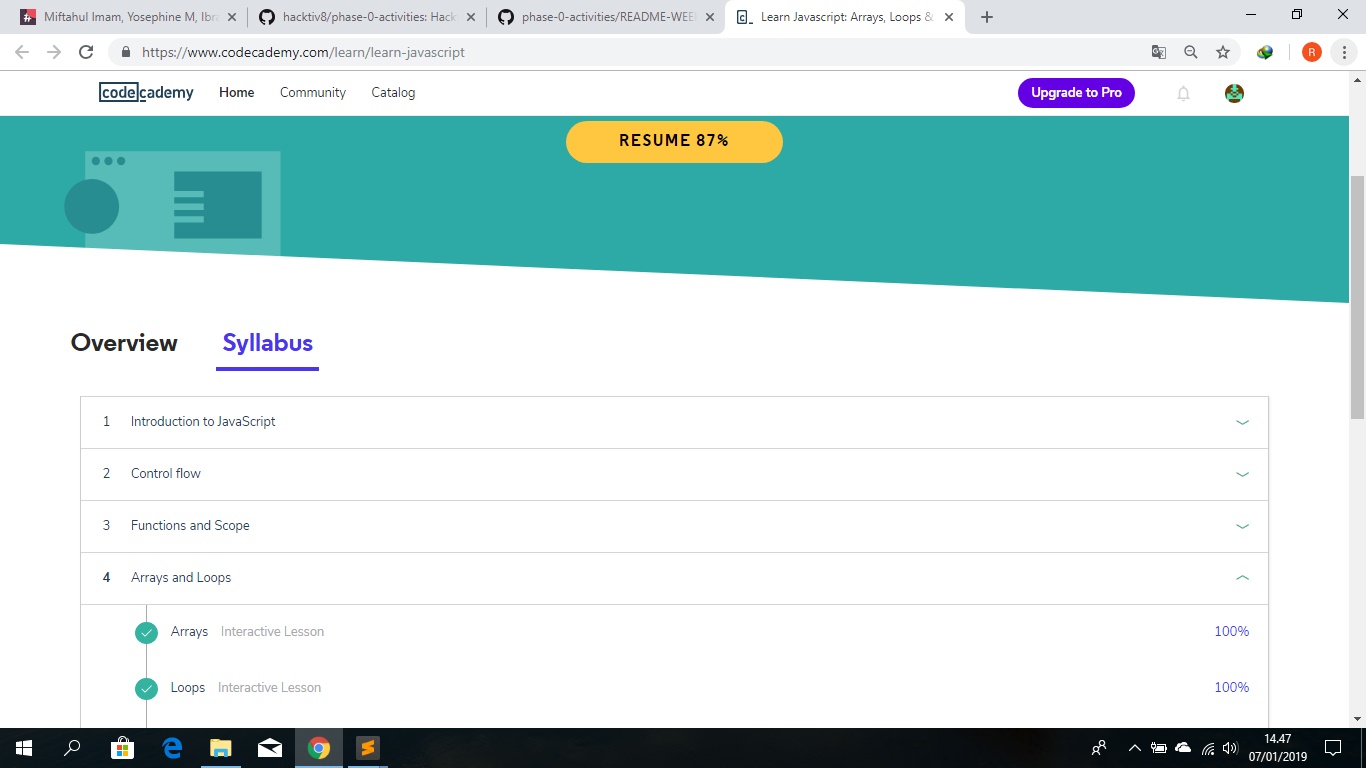 Miftahul Imam, Yosephine M, Ibra
hacktiv8/phase-0-activities: Hack
phase-0-activities/README-WEE
Learn Javascript: Arrays, Loops &
https://www.codecademy.com/learn/learn-javascript
R
codecademy
Home
Community
Catalog
Upgrade to Pro
RESUME 87%
Overview
Syllabus
1 Introduction to JavaScript
2 Control flow
3 Functions and Scope
4 Arrays and Loops
Arrays Interactive Lesson 100%
Loops Interactive Lesson 100%
14.47
07/01/2019